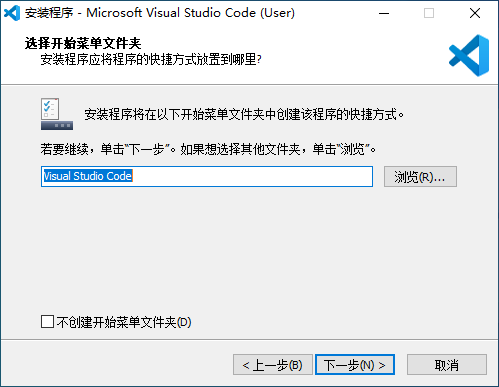 安装程序 - Microsoft Visual Studio Code (User)
选择开始菜单文件夹
安装程序应将程序的快捷方式放置到哪里?
安装程序将在以下开始菜单文件夹中创建该程序的快捷方式。
若要继续，单击“下一步”。如果想选择其他文件夹，单击“浏览”。
Visual Studio Code
浏览(R)...
不创建开始菜单文件夹(D)
< 上一步(B)
下一步(N) >
取消